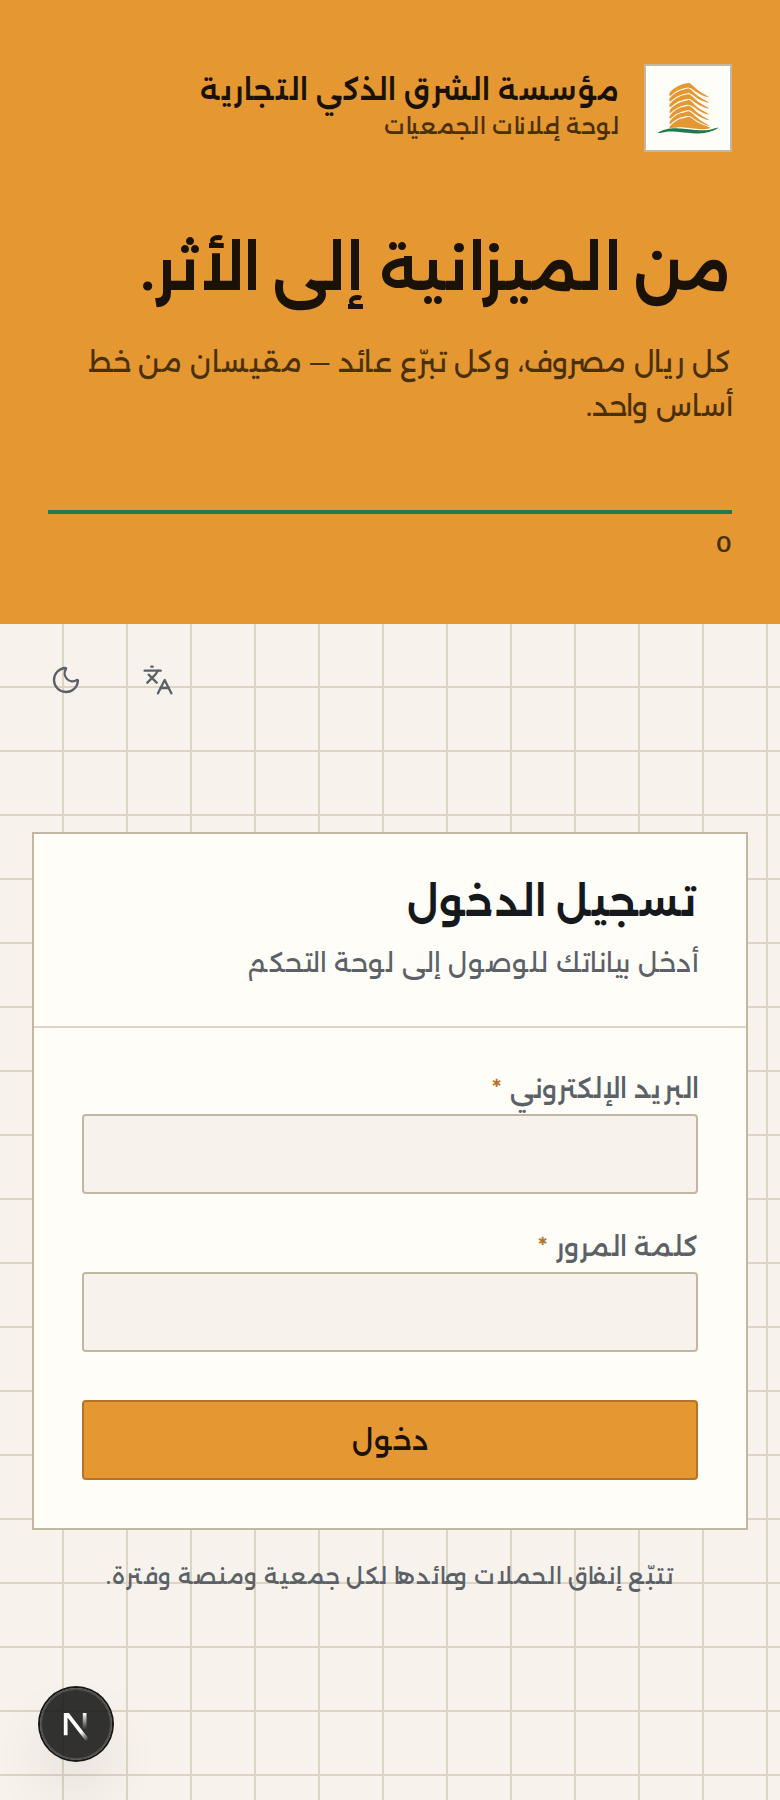 مؤسسة الشرق الذكي التجارية
لوحة إعلانات الجمعيات
من الميزانية إلى الأثر.
كل ريال مصروف، وكل تبرّع عائد — مقيسان من خط
أساس واحد.
0
تسجيل الدخول
أدخل بياناتك للوصول إلى لوحة التحكم
البريد الإلكتروني *
كلمة المرور *
دخول
تتبّع إنفاق الحملات وعائدها لكل جمعية ومنصة وفترة.
N